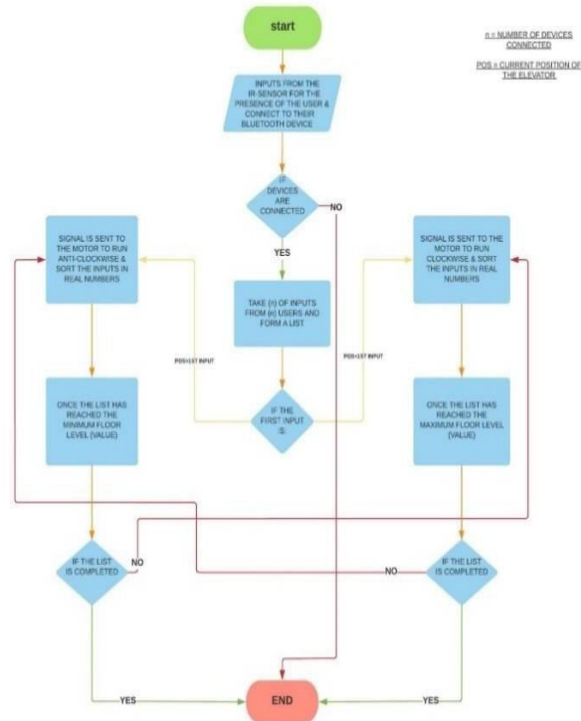 start
n = NUMBER OF DEVICES
CONNECTED
POS = CURRENT POSITION OF
THE ELEVATOR
INPUTS FROM THE
IR-SENSOR FOR THE
PRESENCE OF THE USER &
CONNECT TO THEIR
BLUETOOTH DEVICE
IF
DEVICES
ARE
CONNECTED
NO
YES
SIGNAL IS SENT TO
THE MOTOR TO RUN
ANTI-CLOCKWISE &
SORT THE INPUTS IN
REAL NUMBERS
TAKE (n) OF INPUTS
FROM (n) USERS AND
FORM A LIST
SIGNAL IS SENT TO
THE MOTOR TO RUN
CLOCKWISE & SORT
THE INPUTS IN REAL
NUMBERS
1ST INPUT
1ST INPUT
IF THE
FIRST INPUT
IS:
ONCE THE LIST HAS
REACHED THE
MINIMUM FLOOR
LEVEL (VALUE)
ONCE THE LIST HAS
REACHED THE
MAXIMUM FLOOR LEVEL
(VALUE)
IF THE LIST
IS COMPLETED
NO
NO
IF THE LIST
IS COMPLETED
YES
END
YES